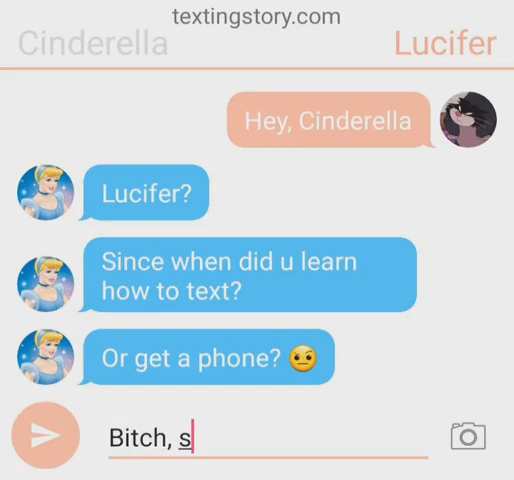 textingstory.com
Cinderella
Lucifer
Hey, Cinderella
Lucifer?
Since when did u learn
how to text?
Or get a phone? 🤨
Bitch, s